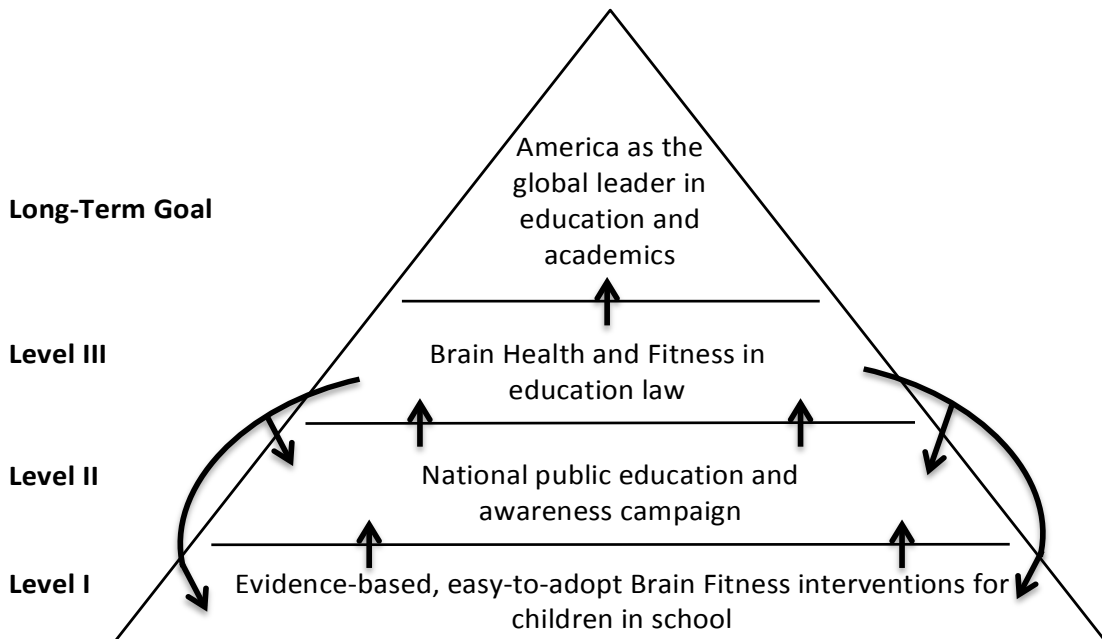 America as the
global leader in
education and
academics
Long-Term Goal
Level III
Brain Health and Fitness in
education law
Level II
National public education and
awareness campaign
Level I
Evidence-based, easy-to-adopt Brain Fitness interventions for
children in school